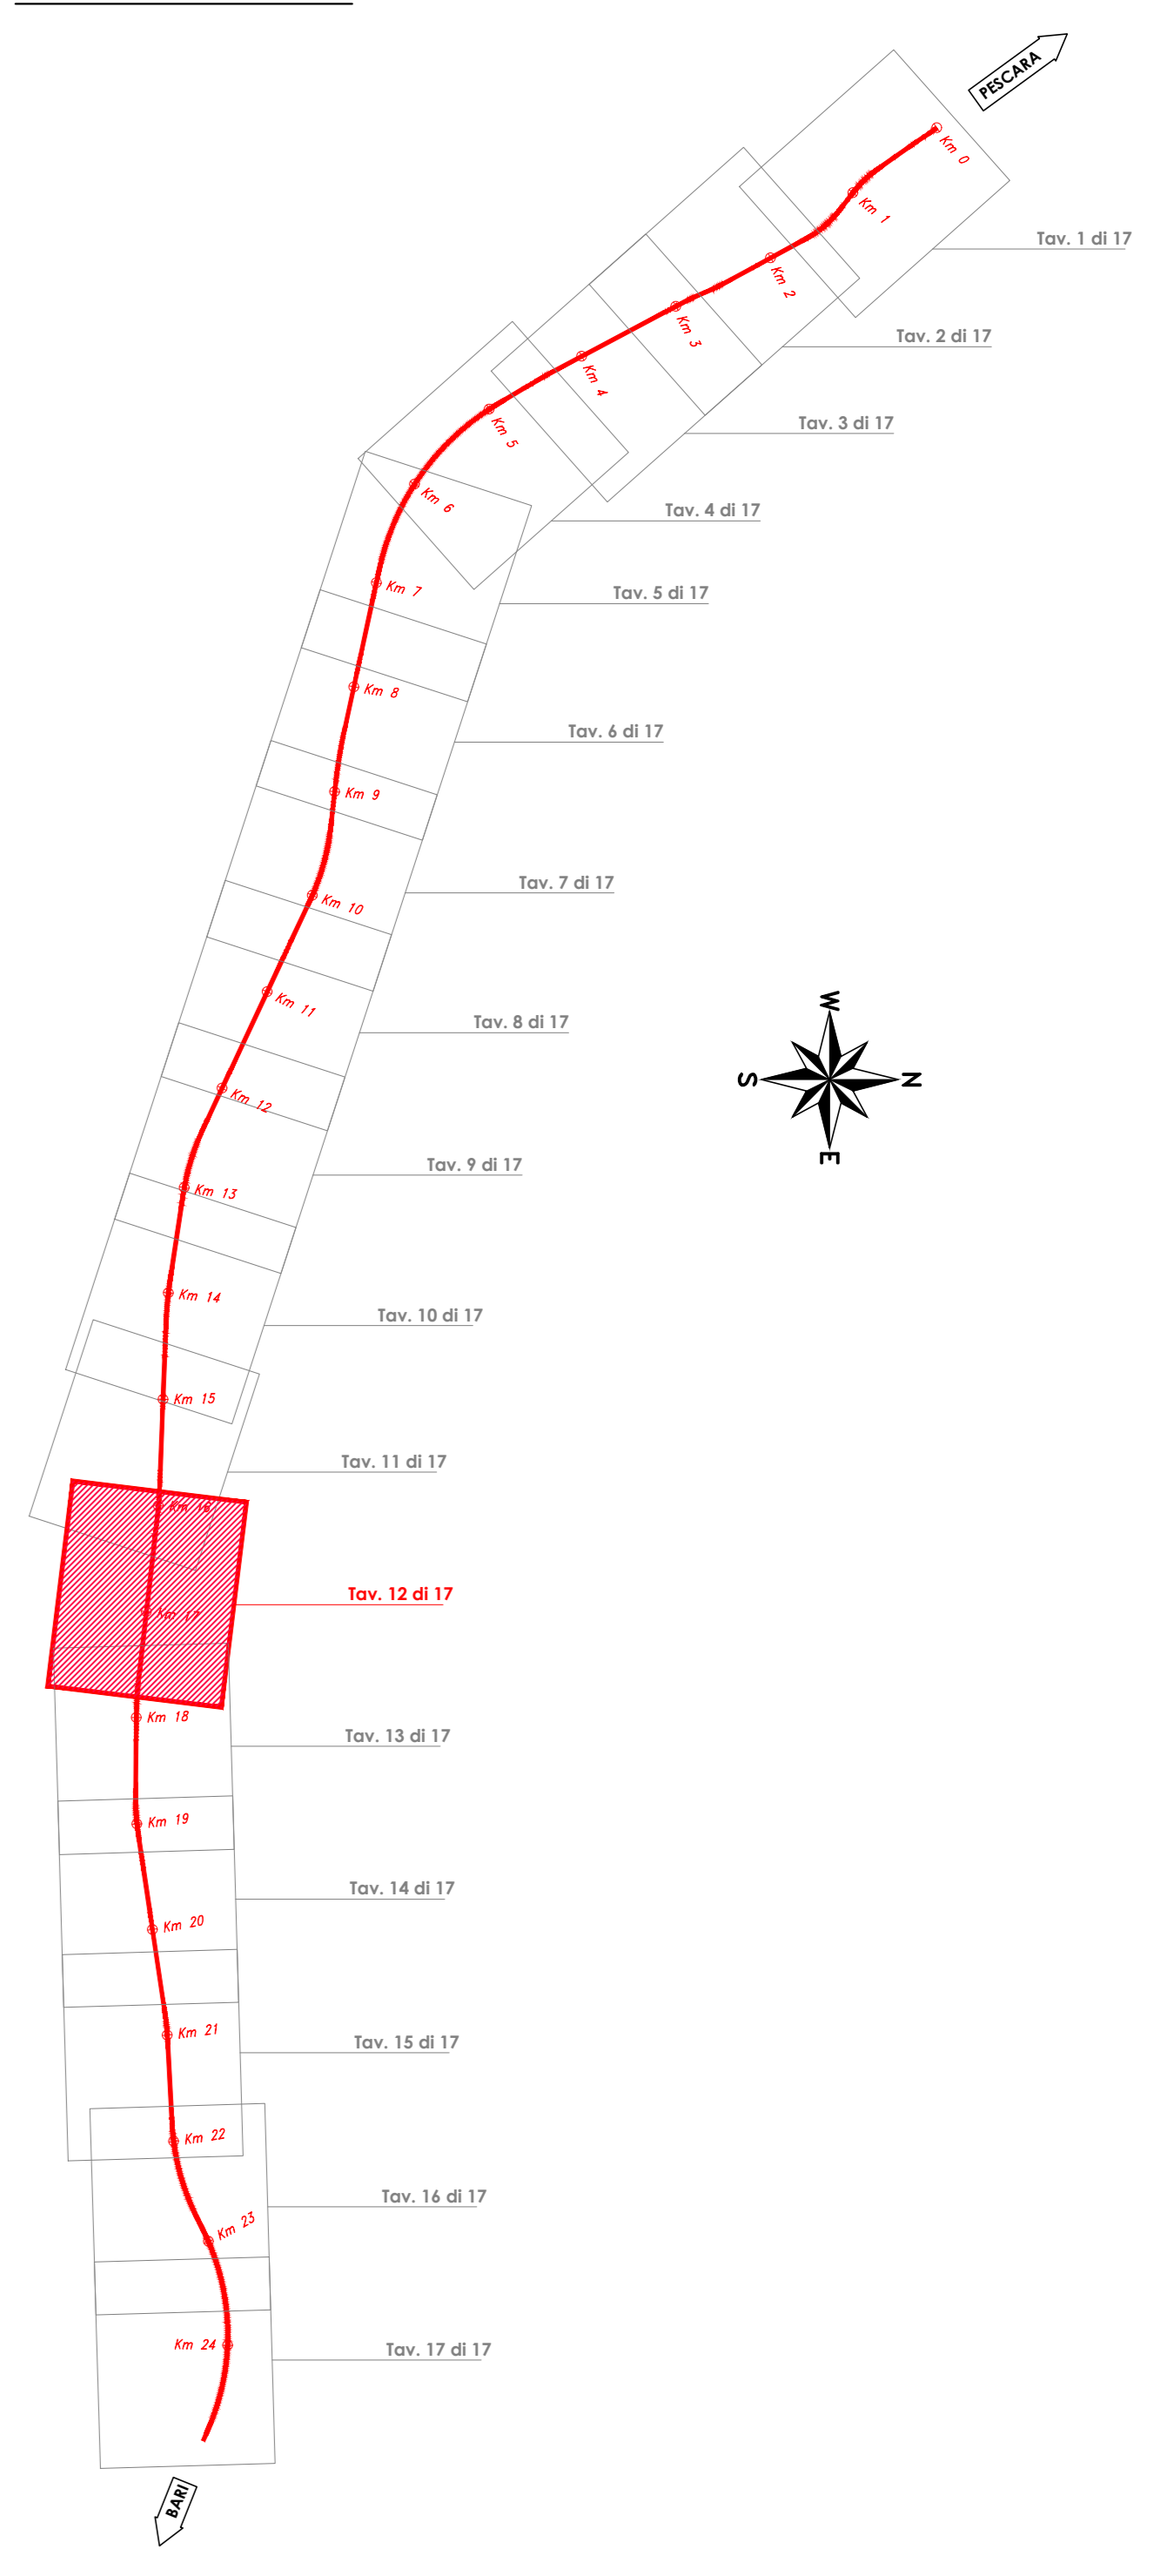 PESCARA
Km 0
Km 1
Tav. 1 di 17
Km 2
Km 3
Tav. 2 di 17
Km 4
Km 5
Tav. 3 di 17
Km 6
Tav. 4 di 17
Km 7
Tav. 5 di 17
Km 8
Tav. 6 di 17
Km 9
Tav. 7 di 17
Km 10
Km 11
W
Tav. 8 di 17
S
N
Km 12
E
Tav. 9 di 17
Km 13
Km 14
Tav. 10 di 17
Km 15
Tav. 11 di 17
Km 16
Tav. 12 di 17
Km 17
Km 18
Tav. 13 di 17
Km 19
Tav. 14 di 17
Km 20
Km 21
Tav. 15 di 17
Km 22
Tav. 16 di 17
Km 23
Km 24
Tav. 17 di 17
BARI